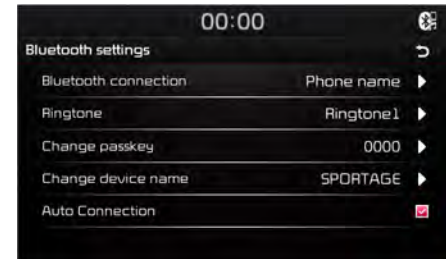 00:00
Bluetooth settings
Bluetooth connection Phone name
Ringtone Ringtone1
Change passkey 0000
Change device name SPORTAGE
Auto Connection